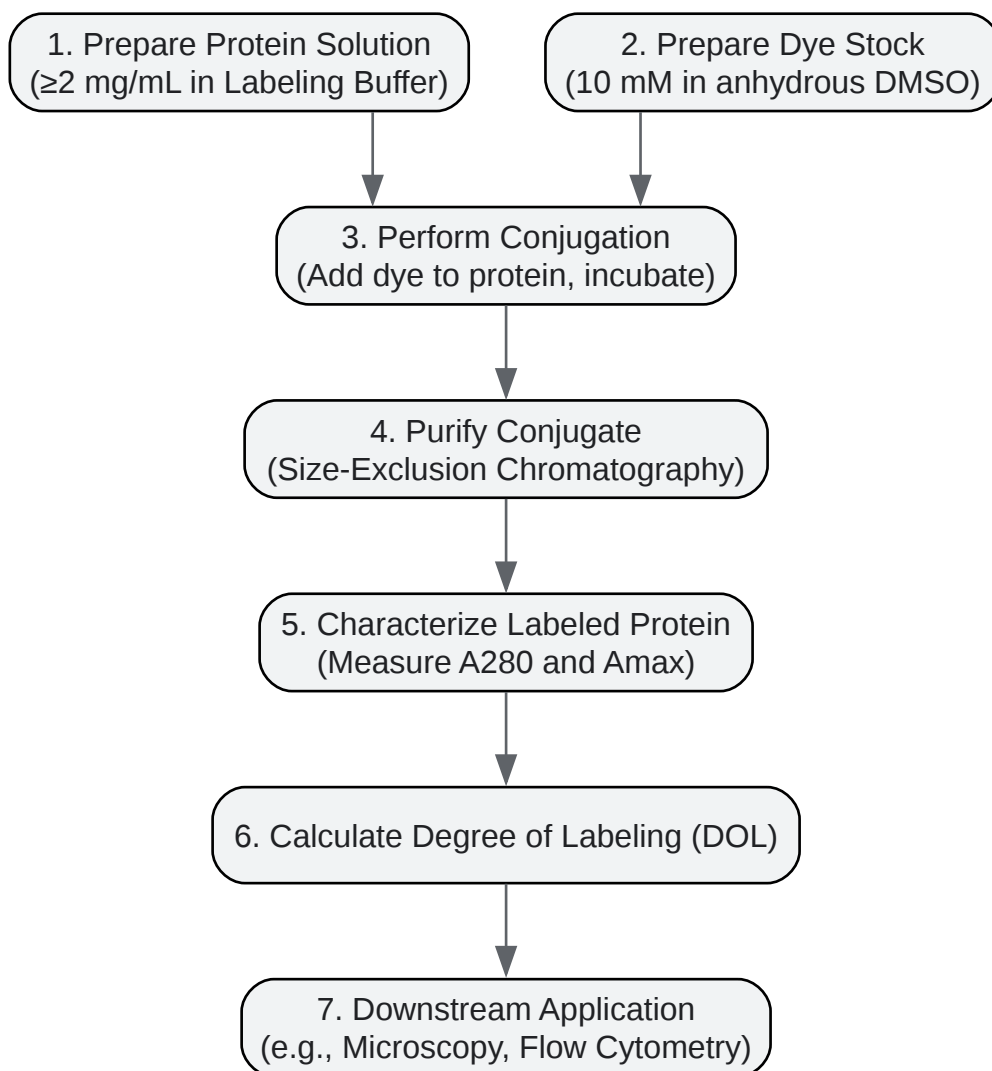 1. Prepare Protein Solution
(≥2 mg/mL in Labeling Buffer)
2. Prepare Dye Stock
(10 mM in anhydrous DMSO)
3. Perform Conjugation
(Add dye to protein, incubate)
4. Purify Conjugate
(Size-Exclusion Chromatography)
5. Characterize Labeled Protein
(Measure A280 and Amax)
6. Calculate Degree of Labeling (DOL)
7. Downstream Application
(e.g., Microscopy, Flow Cytometry)